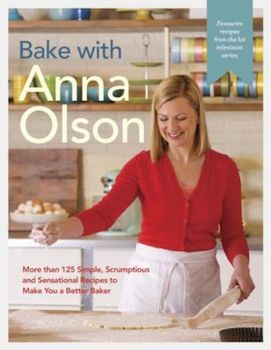 Bake with
Anna
Olson
Favourite
recipes
from the hit
television
series
More than 125 Simple, Scrumptious
and Sensational Recipes to
Make You a Better Baker